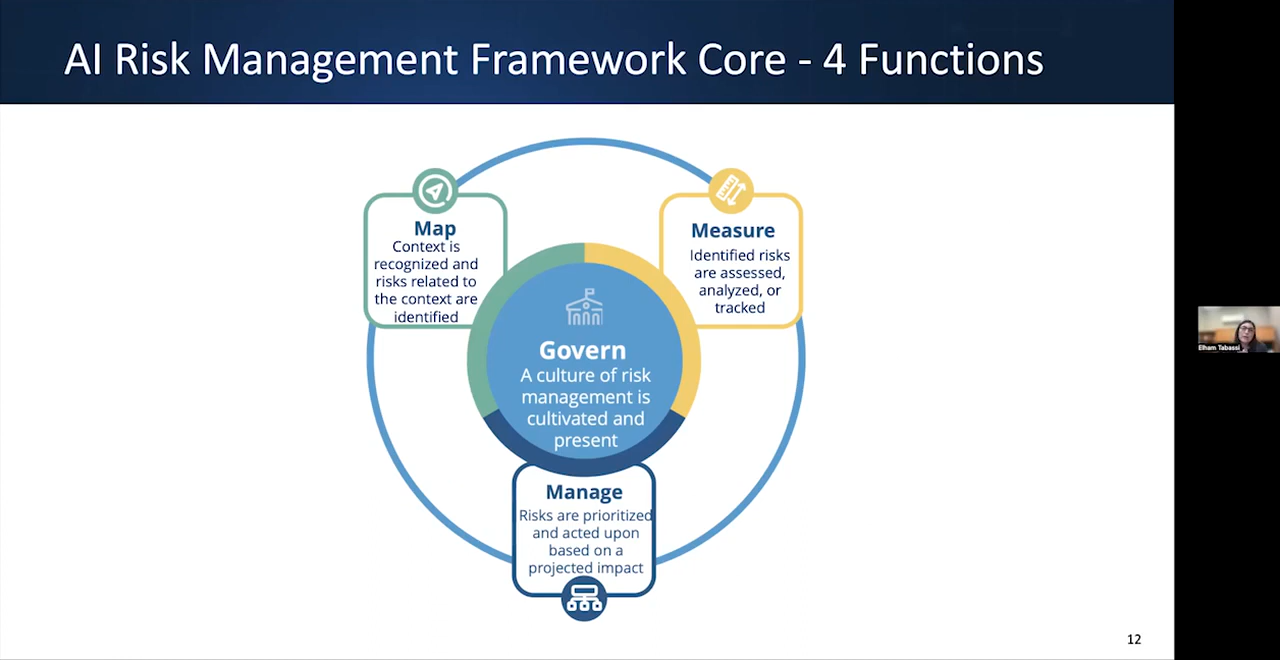 AI Risk Management Framework Core - 4 Functions
Map
Context is
recognized and
risks related to
the context are
identified
Measure
Identified risks
are assessed,
analyzed, or
tracked
Govern
A culture of risk
management is
cultivated and
present
Manage
Risks are prioritized
and acted upon
based on a
projected impact
12
Elham Tabassi